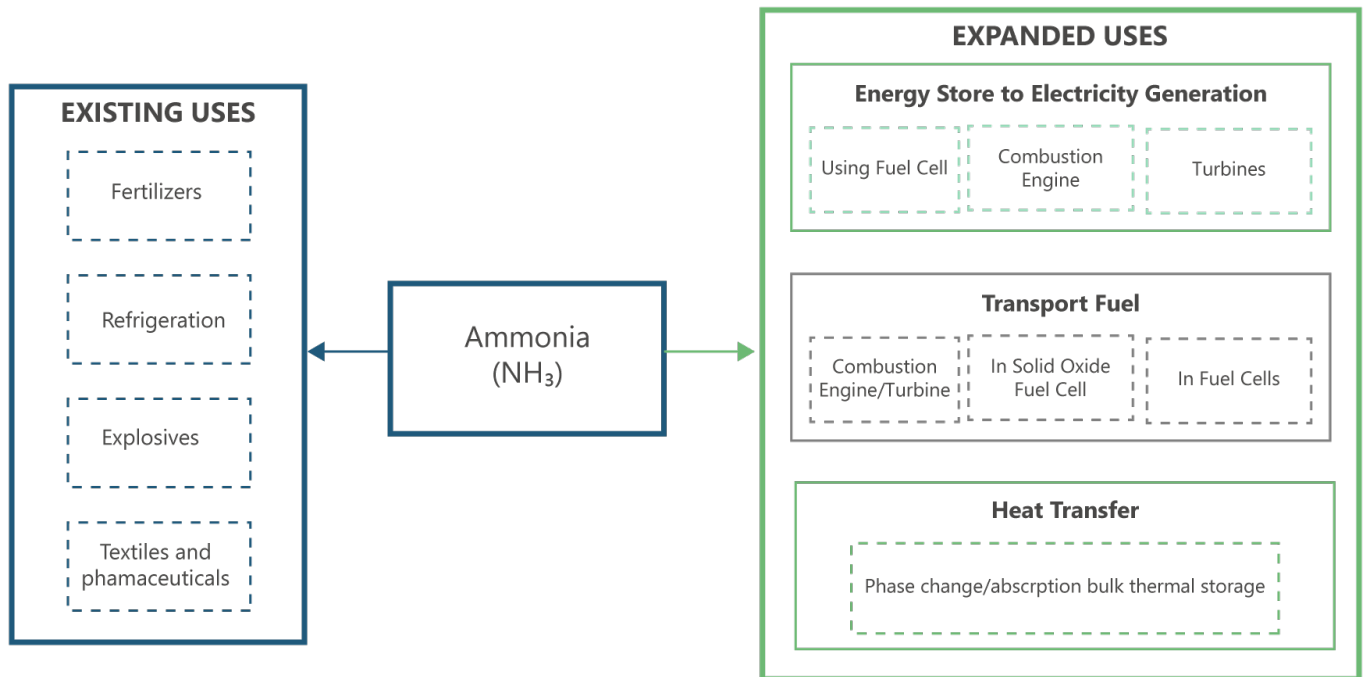 EXISTING USES
Fertilizers
Refrigeration
Explosives
Textiles and
phamaceuticals
Ammonia
(NH₃)
EXPANDED USES
Energy Store to Electricity Generation
Using Fuel Cell
Combustion
Engine
Turbines
Transport Fuel
Combustion
Engine/Turbine
In Solid Oxide
Fuel Cell
In Fuel Cells
Heat Transfer
Phase change/abscrption bulk thermal storage